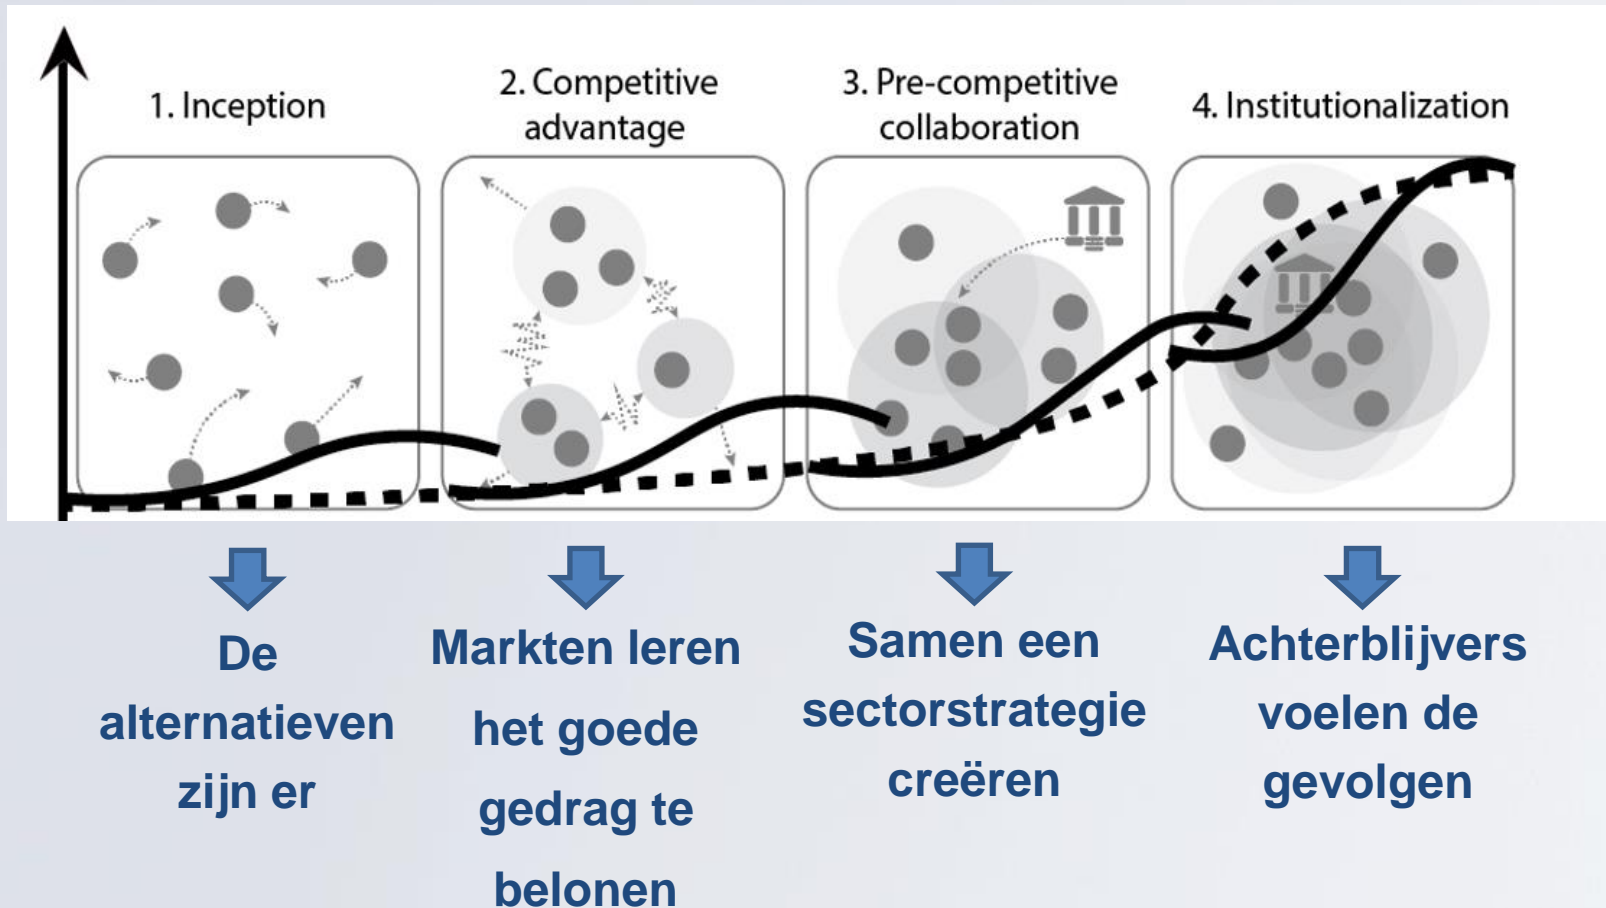 1. Inception
2. Competitive
advantage
3. Pre-competitive
collaboration
4. Institutionalization
De
alternatieven
zijn er
Markten leren
het goede
gedrag te
belonen
Samen een
sectorstrategie
creëren
Achterblijvers
voelen de
gevolgen